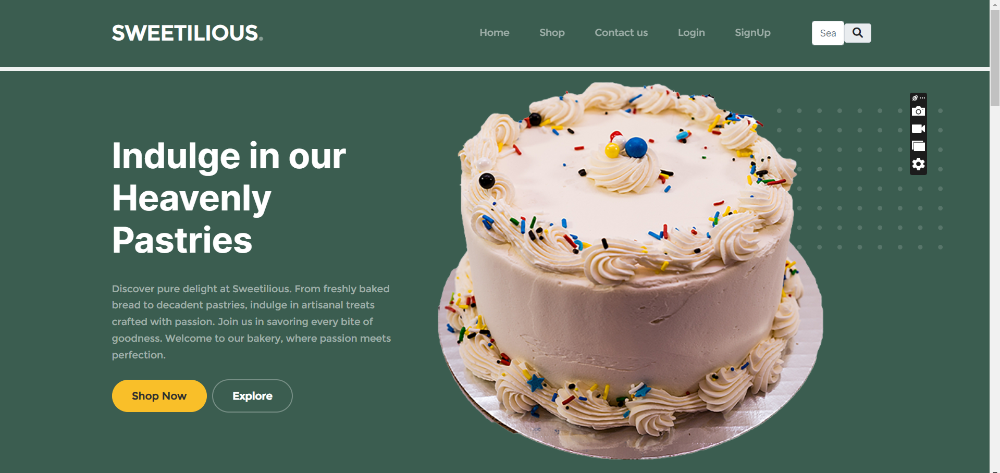 SWEETILIOUS.
Home Shop Contact us Login SignUp Sea
Indulge in our
Heavenly
Pastries
Discover pure delight at Sweetilious. From freshly baked
bread to decadent pastries, indulge in artisanal treats
crafted with passion. Join us in savoring every bite of
goodness. Welcome to our bakery, where passion meets
perfection.
Shop Now Explore